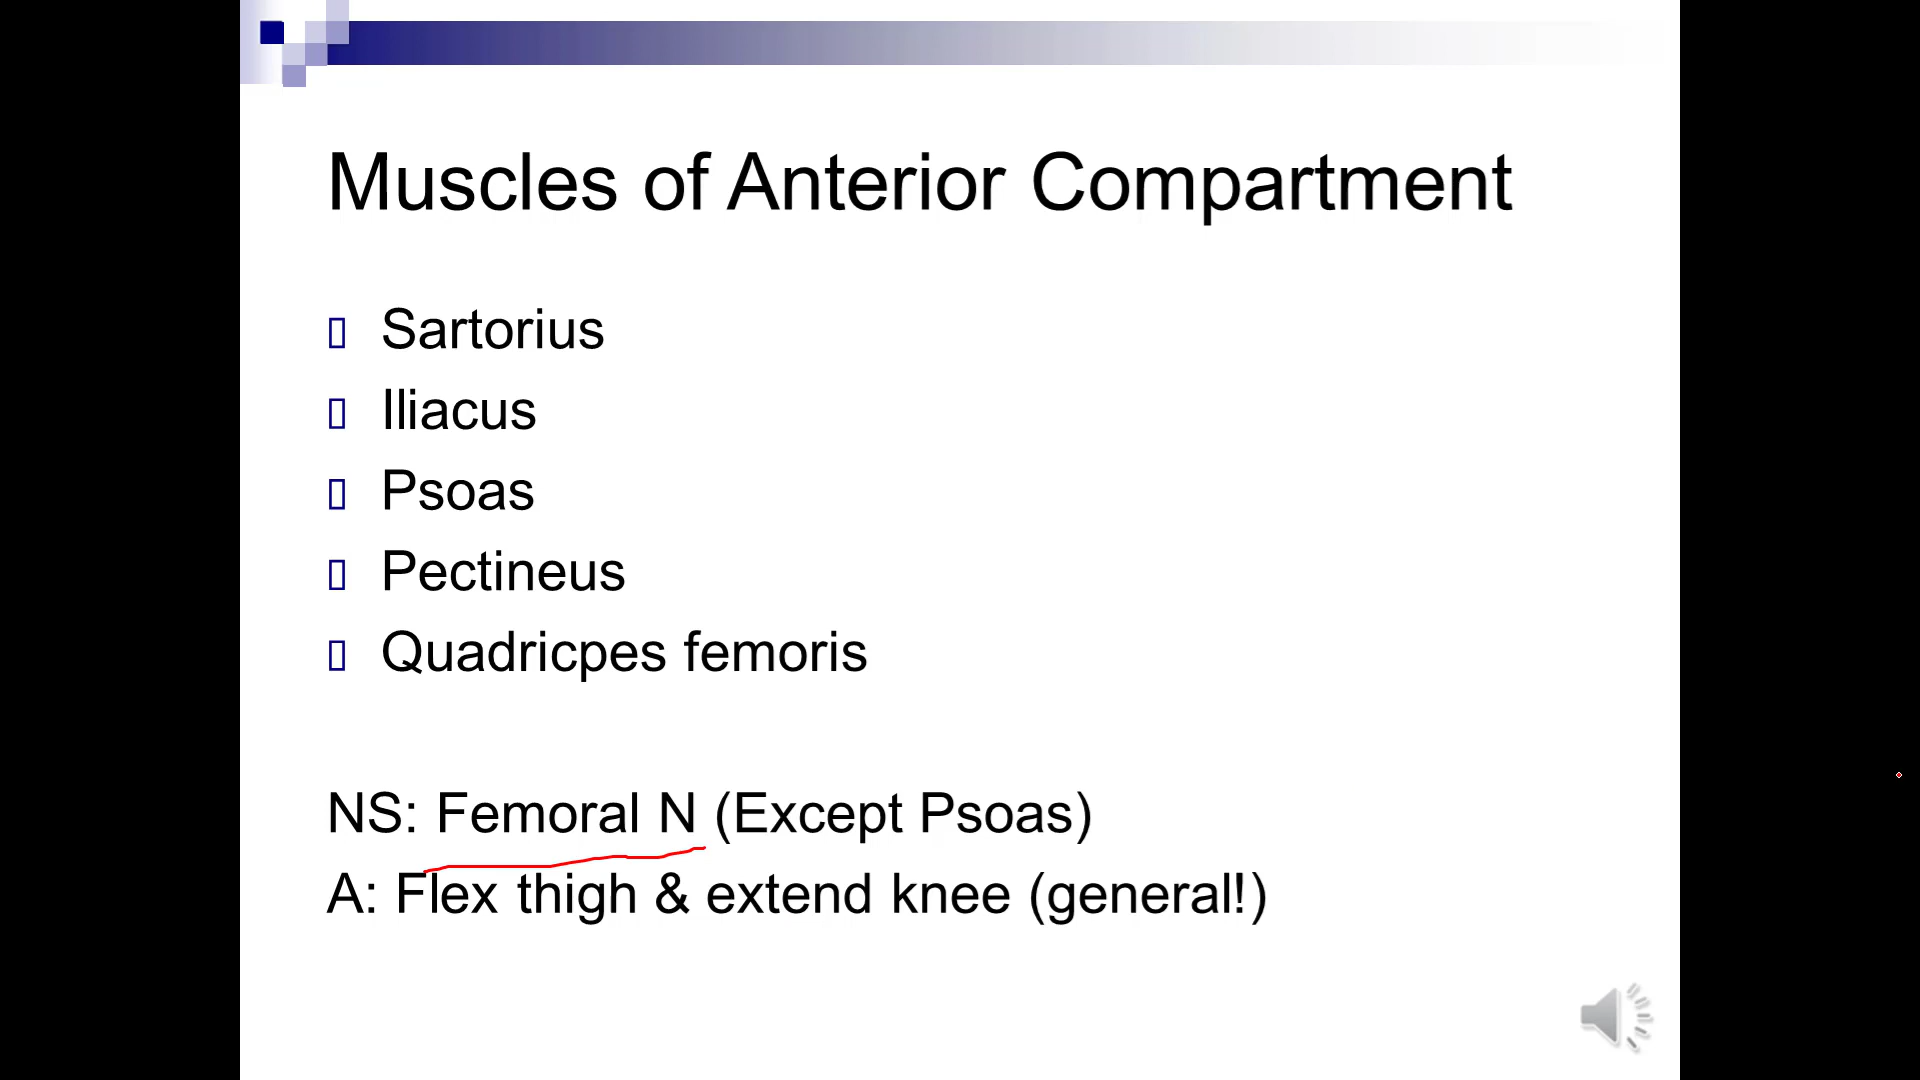 Muscles of Anterior Compartment
Sartorius
Iliacus
Psoas
Pectineus
Quadricpes femoris
NS: Femoral N (Except Psoas)
A: Flex thigh & extend knee (general!)